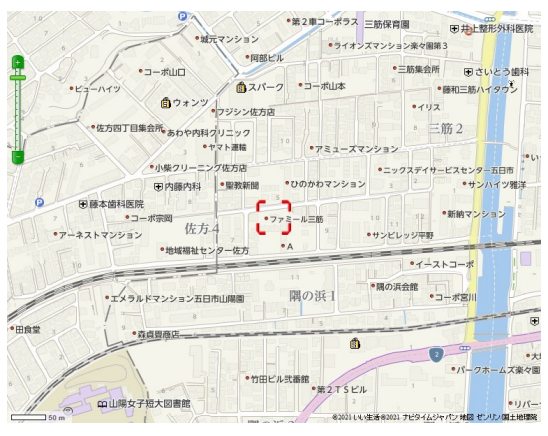 第2車コーポラス
三筋保育園
井上整形外科医院
城元マンション
ライオンズマンション楽々園第3
阿部ビル
三筋集会所
さいとう歯科
コーポ山口
ビューハイツ
スパーク
コーポ山本
藤和三筋ハイタウン
ウォンツ
フジシン佐方店
イリス
三筋2
佐方四丁目集会所
あわや内科クリニック
ヤマト運輸
アミューズマンション
小柴クリーニング佐方店
ニックスデイサービスセンター五日市
内藤内科
聖教新聞
ひのかわマンション
サンハイツ雅洋
藤本歯科医院
コーポ宗岡
ファミール三筋
新納マンション
佐方4
アーネストマンション
サンビレッジ平野
地域福祉センター佐方
A
イーストコーポ
隅の浜会館
隅の浜1
コーポ宮川
エメラルドマンション五日市山陽園
田食堂
森貞畳商店
2
パークホームズ楽々園
竹田ビル弐番館
第2TSビル
山陽女子短大図書館
リバー
50 m
©2021 いい生活 ©2021 ナビタイムジャパン 地図 ゼンリン 国土地理院